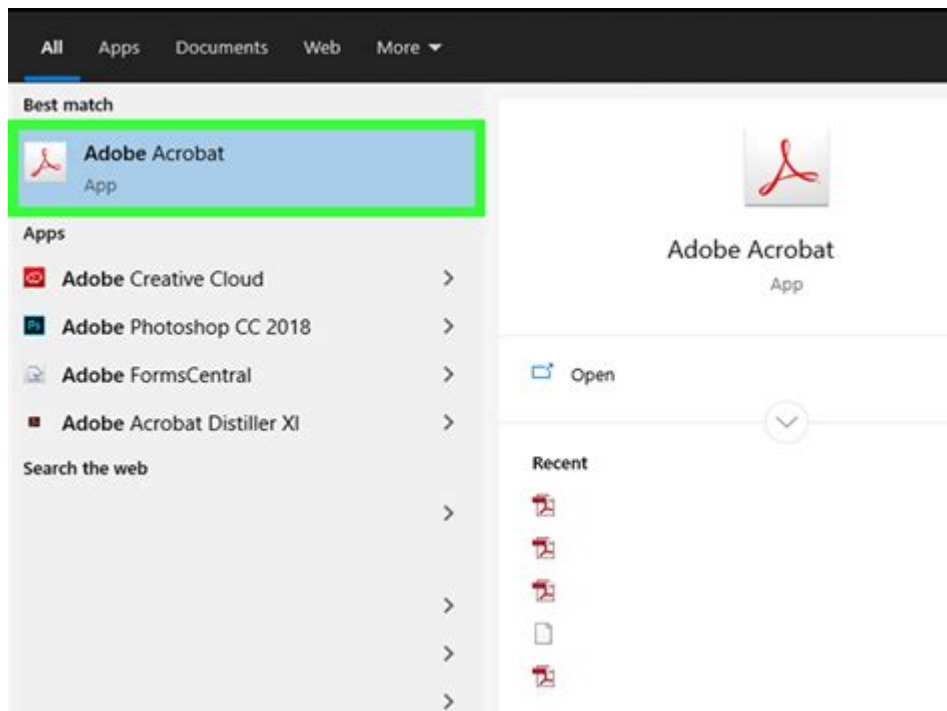 All Apps Documents Web More
Best match
Adobe Acrobat
App
Apps
Adobe Creative Cloud
Ps Adobe Photoshop CC 2018
Adobe FormsCentral
Adobe Acrobat Distiller XI
Search the web
Adobe Acrobat
App
Open
Recent